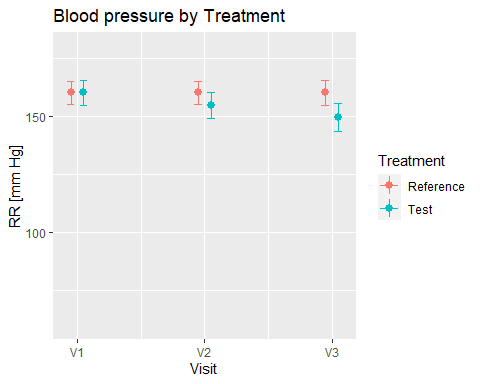 Blood pressure by Treatment
RR [mm Hg]
150
100
V1 V2 V3
Visit
Treatment
Reference
Test